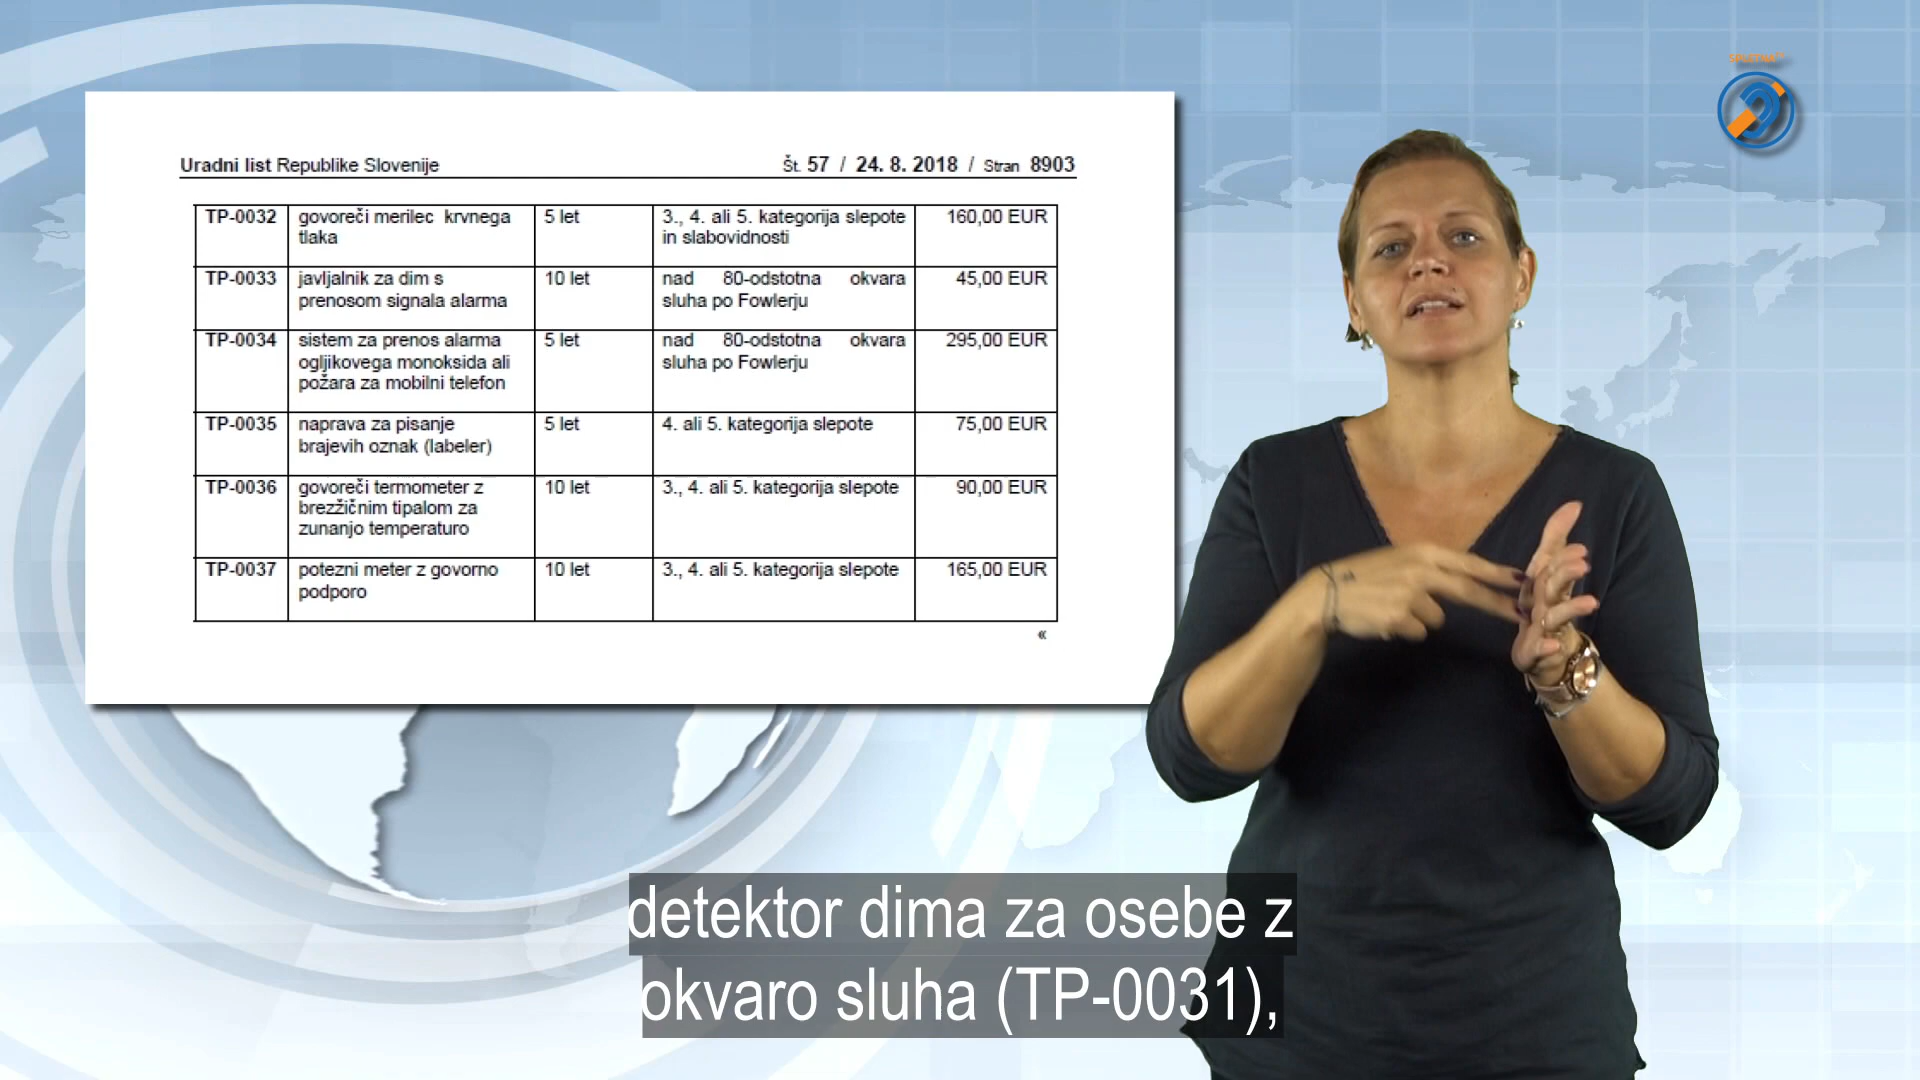 SPLETNA TV
Uradni list Republike Slovenije Št. 57 / 24. 8. 2018 / Stran 8903
TP-0032 govoreči merilec krvnega 5 let 3., 4. ali 5. kategorija slepote 160,00 EUR
tlaka in slabovidnosti
TP-0033 javljalnik za dim s 10 let nad 80-odstotna okvara 45,00 EUR
prenosom signala alarma sluha po Fowlerju
TP-0034 sistem za prenos alarma 5 let nad 80-odstotna okvara 295,00 EUR
ogljikovega monoksida ali sluha po Fowlerju
požara za mobilni telefon
TP-0035 naprava za pisanje 5 let 4. ali 5. kategorija slepote 75,00 EUR
brajevih oznak (labeler)
TP-0036 govoreči termometer z 10 let 3., 4. ali 5. kategorija slepote 90,00 EUR
brezžičnim tipalom za
zunanjo temperaturo
TP-0037 potezni meter z govorno 10 let 3., 4. ali 5. kategorija slepote 165,00 EUR
podporo
«
detektor dima za osebe z
okvaro sluha (TP-0031),